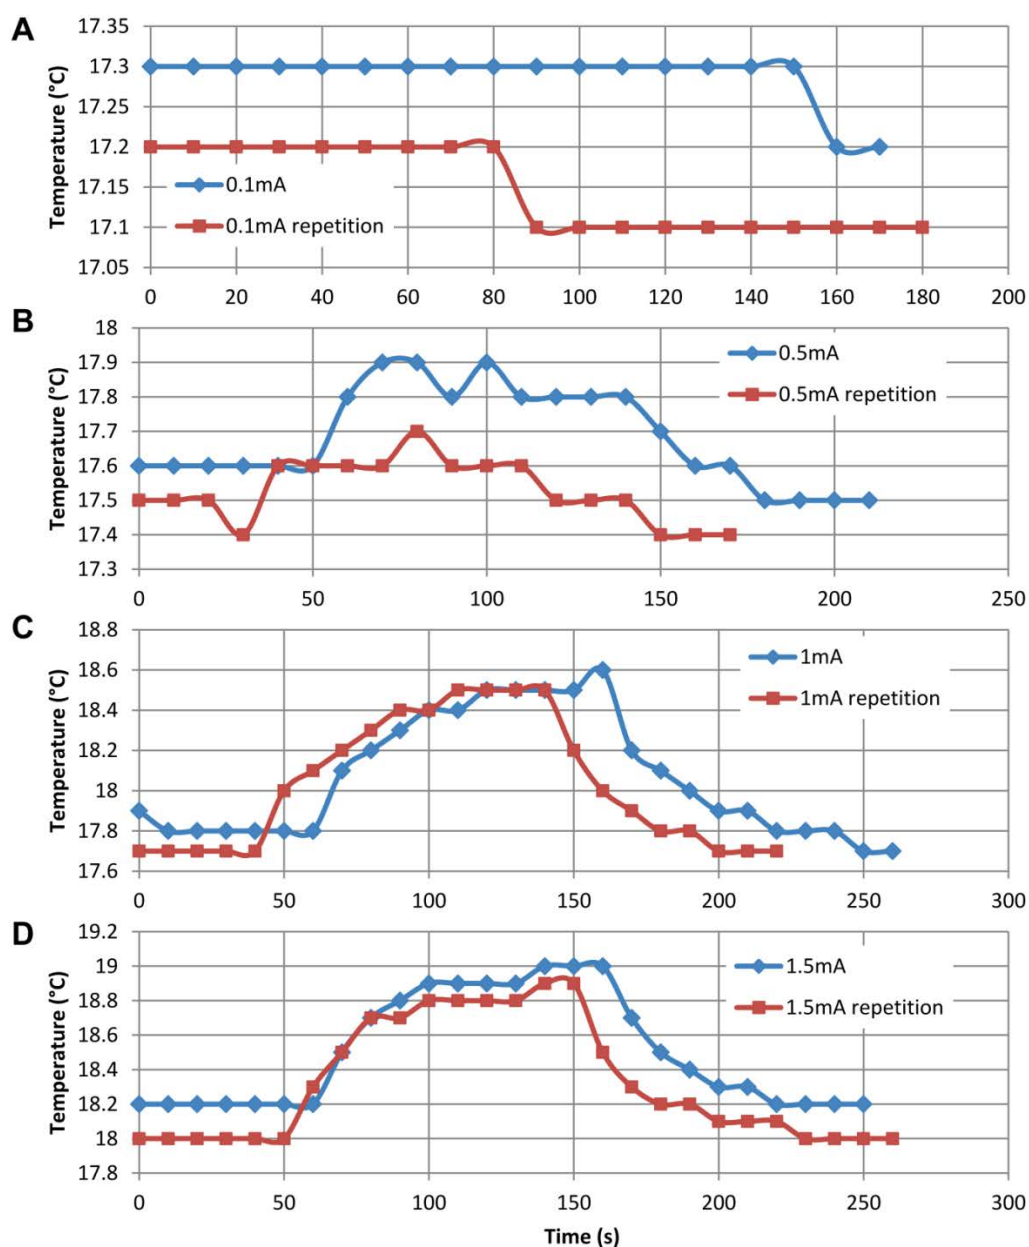 A
Temperature (°C)
17.35
17.3
17.25
17.2
17.15
17.1
17.05
0.1mA
0.1mA repetition
0 20 40 60 80 100 120 140 160 180 200
B
Temperature (°C)
18
17.9
17.8
17.7
17.6
17.5
17.4
17.3
0.5mA
0.5mA repetition
0 50 100 150 200 250
C
Temperature (°C)
18.8
18.6
18.4
18.2
18
17.8
17.6
1mA
1mA repetition
0 50 100 150 200 250 300
D
Temperature (°C)
19.2
19
18.8
18.6
18.4
18.2
18
17.8
1.5mA
1.5mA repetition
0 50 100 150 200 250 300
Time (s)